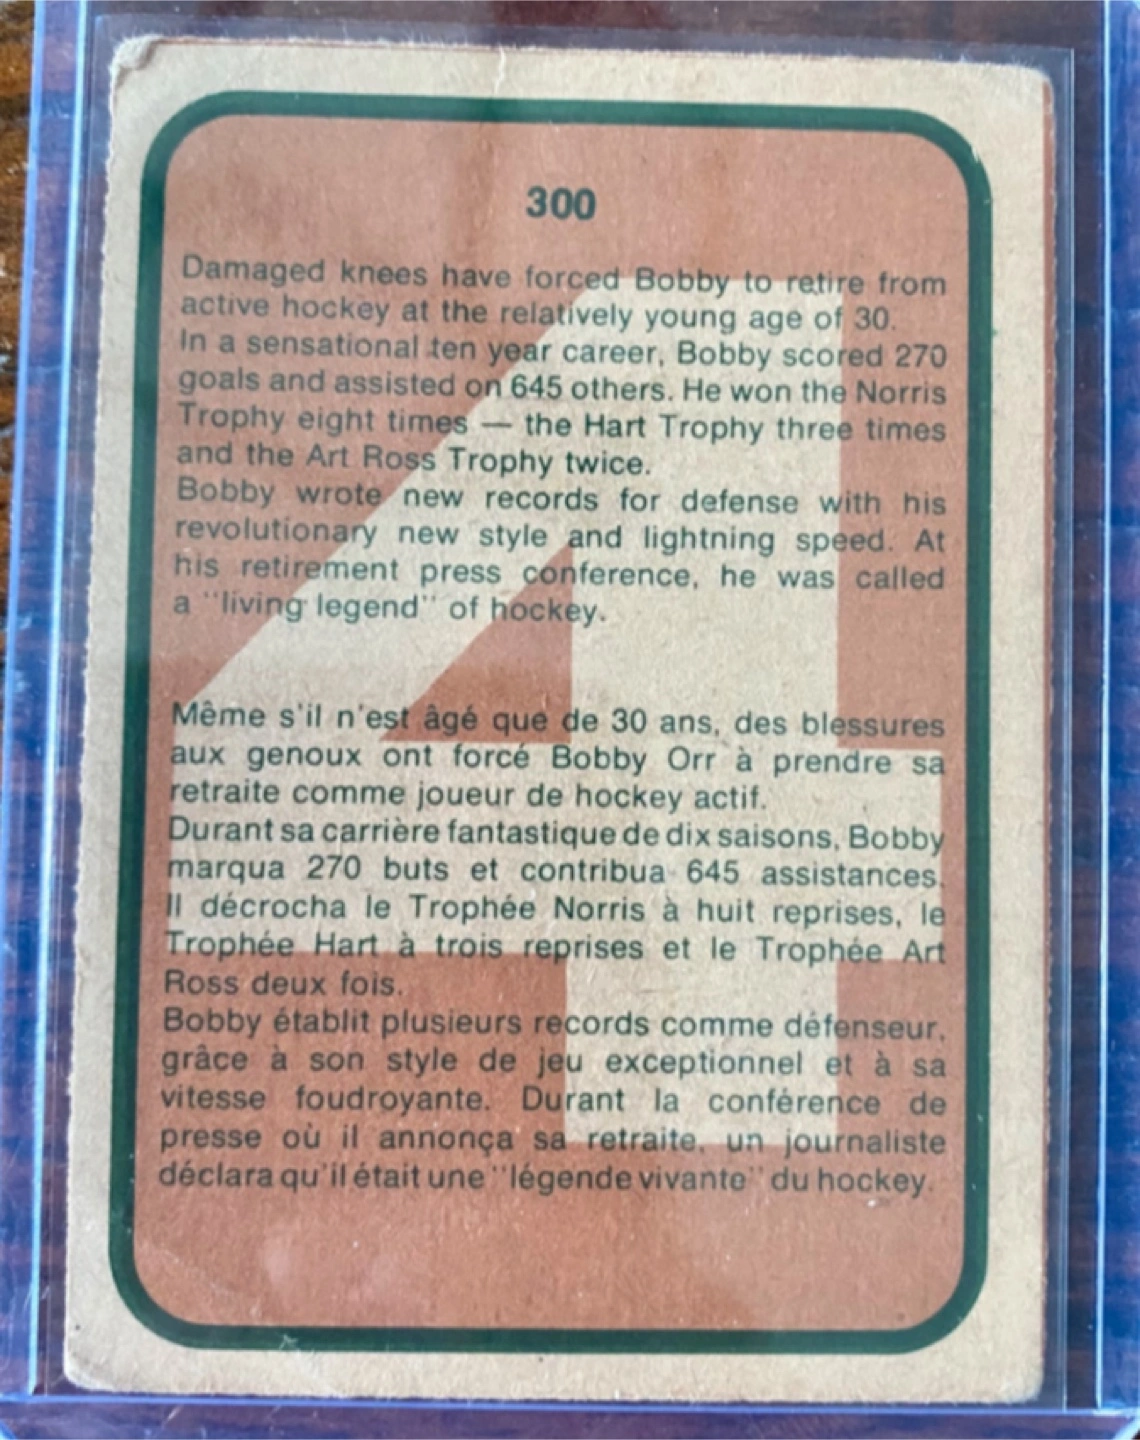 300
Damaged knees have forced Bobby to retire from
active hockey at the relatively young age of 30.
In a sensational ten year career, Bobby scored 270
goals and assisted on 645 others. He won the Norris
Trophy eight times — the Hart Trophy three times
and the Art Ross Trophy twice.
Bobby wrote new records for defense with his
revolutionary new style and lightning speed. At
his retirement press conference, he was called
a "living legend" of hockey.
Même s'il n'est âgé que de 30 ans, des blessures
aux genoux ont forcé Bobby Orr à prendre sa
retraite comme joueur de hockey actif.
Durant sa carrière fantastique de dix saisons, Bobby
marqua 270 buts et contribua 645 assistances.
Il décrocha le Trophée Norris à huit reprises, le
Trophée Hart à trois reprises et le Trophée Art
Ross deux fois.
Bobby établit plusieurs records comme défenseur,
grâce à son style de jeu exceptionnel et à sa
vitesse foudroyante. Durant la conférence de
presse où il annonça sa retraite, un journaliste
déclara qu'il était une "légende vivante" du hockey.
4